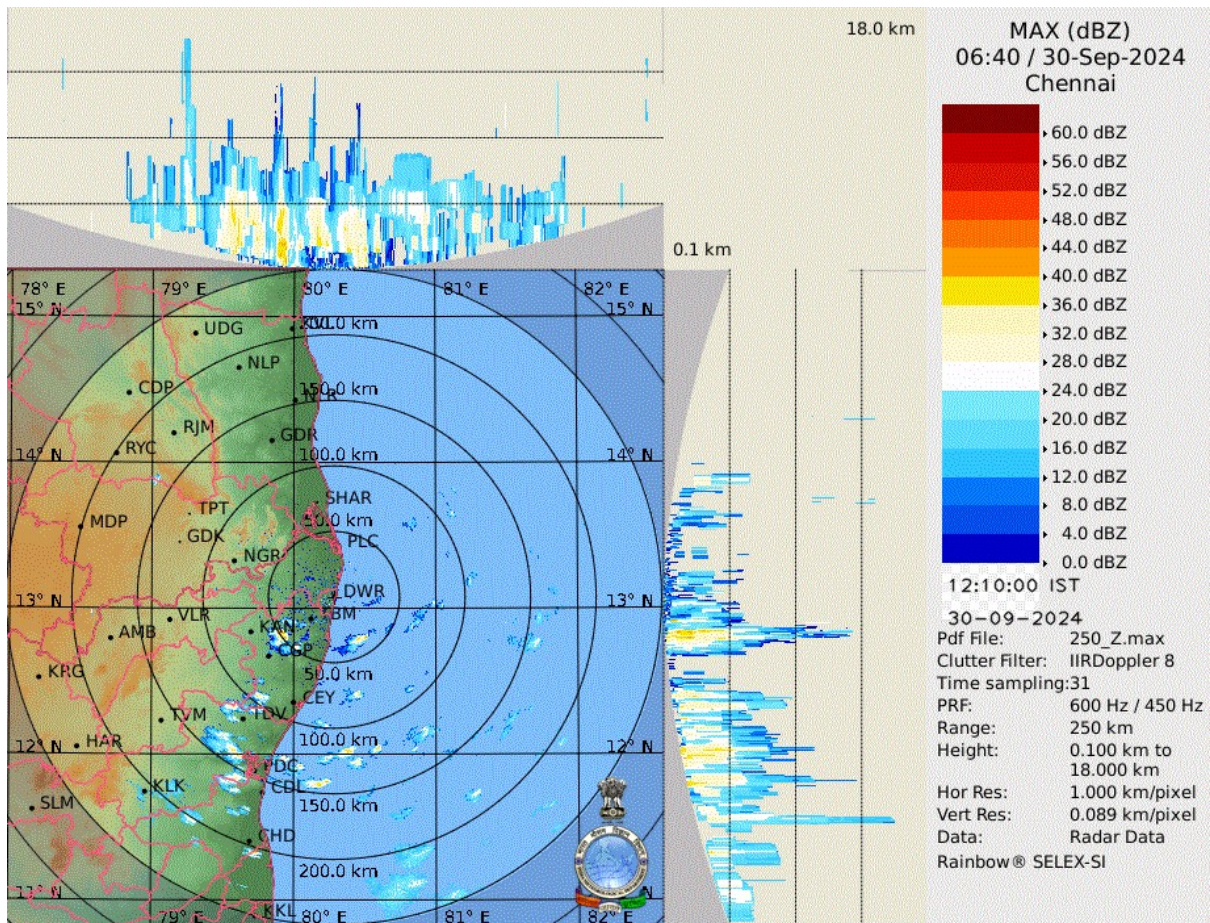 18.0 km
0.1 km
MAX (dBZ)
06:40 / 30-Sep-2024
Chennai
60.0 dBZ
56.0 dBZ
52.0 dBZ
48.0 dBZ
44.0 dBZ
40.0 dBZ
36.0 dBZ
32.0 dBZ
28.0 dBZ
24.0 dBZ
20.0 dBZ
16.0 dBZ
12.0 dBZ
8.0 dBZ
4.0 dBZ
0.0 dBZ
12:10:00 IST
30-09-2024
Pdf File: 250_Z.max
Clutter Filter: IIRDoppler 8
Time sampling:31
PRF: 600 Hz / 450 Hz
Range: 250 km
Height: 0.100 km to
18.000 km
Hor Res: 1.000 km/pixel
Vert Res: 0.089 km/pixel
Data: Radar Data
Rainbow® SELEX-SI
78° E 79° E 80° E 81° E 82° E
15° N 15° N
200.0 km
UDG
NLP
150.0 km
CDP
NLR
RJM
GDR
RYC
100.0 km
14° N 14° N
SHAR
TPT
50.0 km
MDP
GDK
PLC
NGR
DWR
13° N 13° N
VLR
AMB
KAN
CGP
KRG
50.0 km
CEY
TVM TDV
HAR
100.0 km
12° N 12° N
PDC
KLK CDL
SLM
150.0 km
CHD
200.0 km
11° N 11° N
79° E KKL 80° E 81° E 82° E